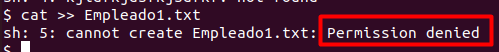 $ cat >> Empleado1.txt
sh: 5: cannot create Empleado1.txt: Permission denied
$